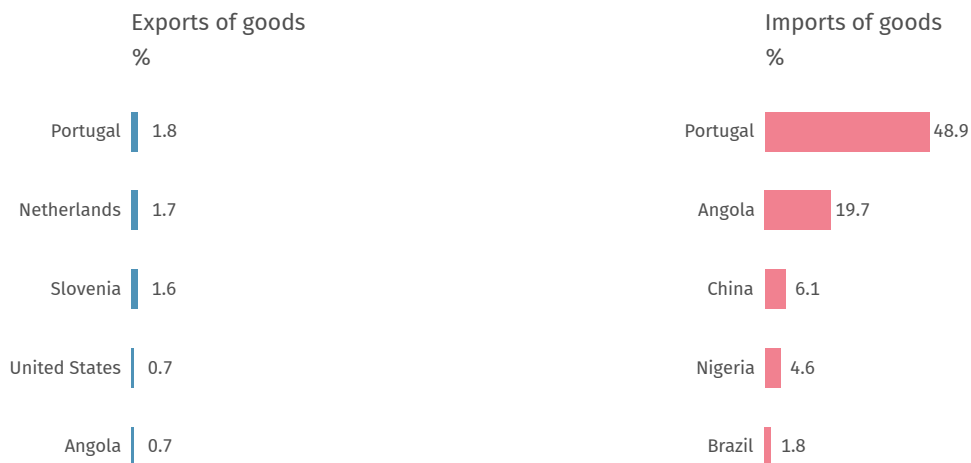 Exports of goods
%
Portugal 1.8
Netherlands 1.7
Slovenia 1.6
United States 0.7
Angola 0.7
Imports of goods
%
Portugal 48.9
Angola 19.7
China 6.1
Nigeria 4.6
Brazil 1.8